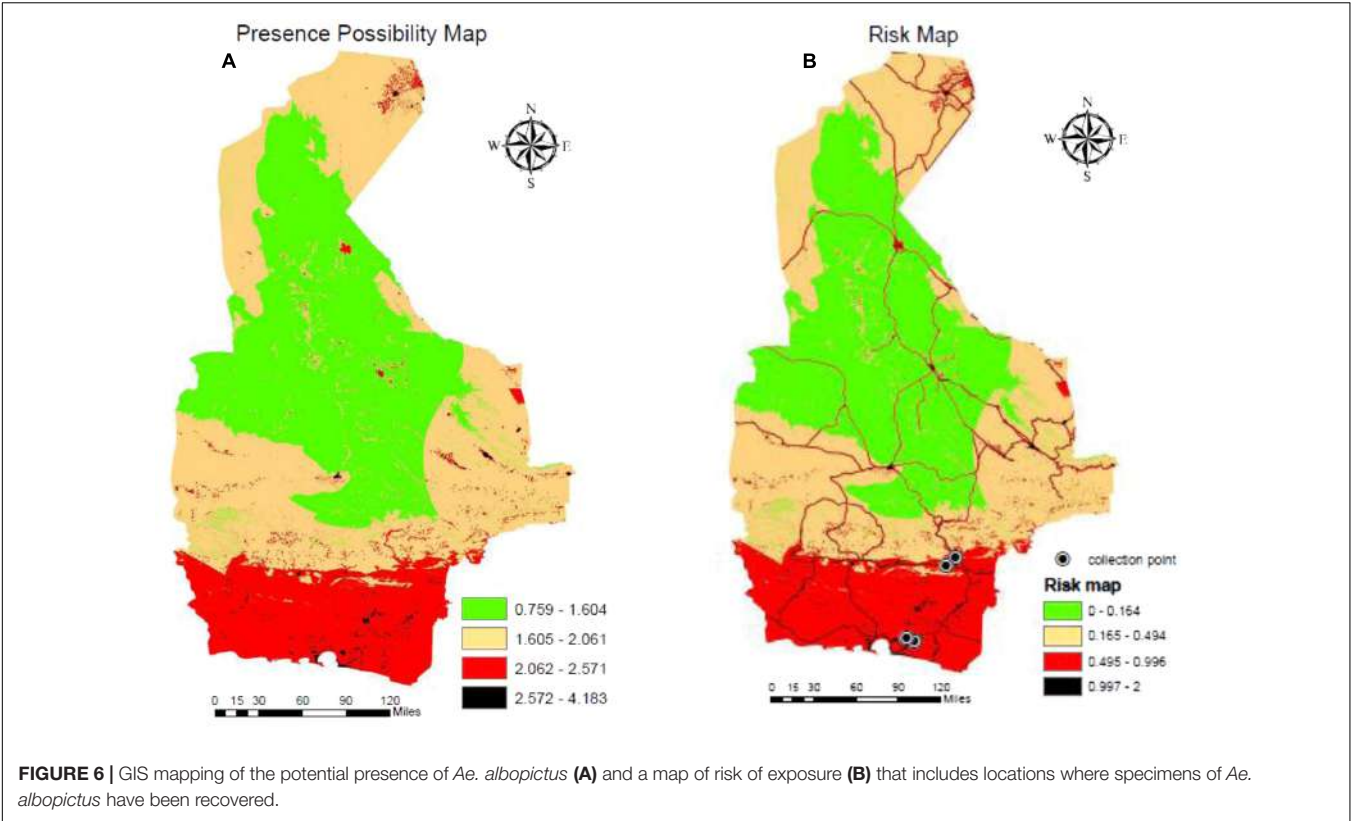 Presence Possibility Map
A
N
W E
S
0.759 - 1.604
1.605 - 2.061
2.062 - 2.571
2.572 - 4.183
0 15 30 60 90 120
Miles
Risk Map
B
N
W E
S
collection point
Risk map
0 - 0.164
0.165 - 0.494
0.495 - 0.996
0.997 - 2
0 15 30 60 90 120
Miles
FIGURE 6 | GIS mapping of the potential presence of Ae. albopictus (A) and a map of risk of exposure (B) that includes locations where specimens of Ae.
albopictus have been recovered.